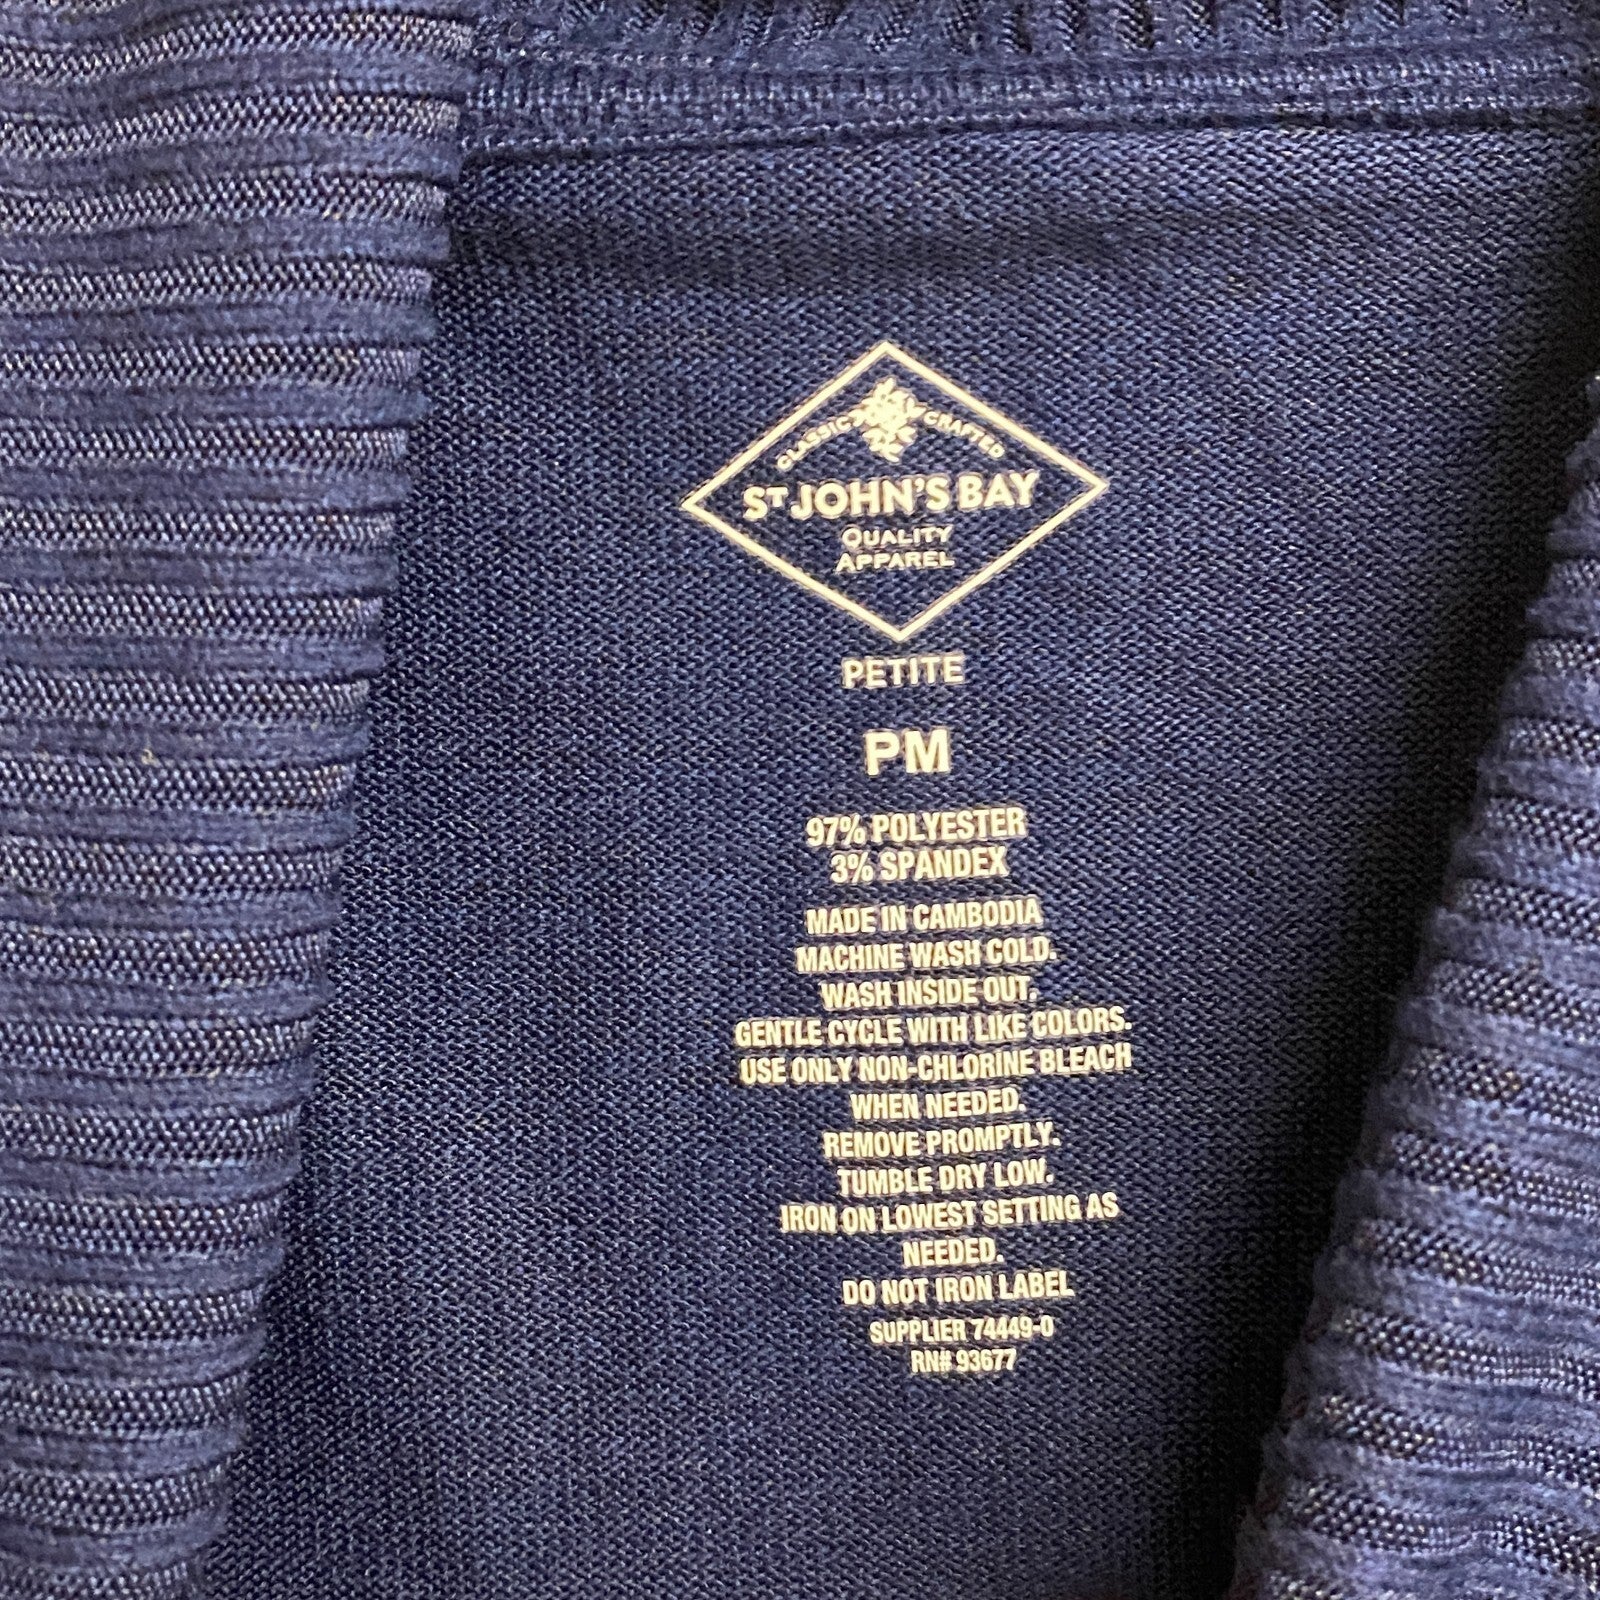 CLASSIC CRAFTED
ST JOHN'S BAY
QUALITY
APPAREL
PETITE
PM
97% POLYESTER
3% SPANDEX
MADE IN CAMBODIA
MACHINE WASH COLD.
WASH INSIDE OUT.
GENTLE CYCLE WITH LIKE COLORS.
USE ONLY NON-CHLORINE BLEACH
WHEN NEEDED.
REMOVE PROMPTLY.
TUMBLE DRY LOW.
IRON ON LOWEST SETTING AS
NEEDED.
DO NOT IRON LABEL
SUPPLIER 74449-0
RN# 93677